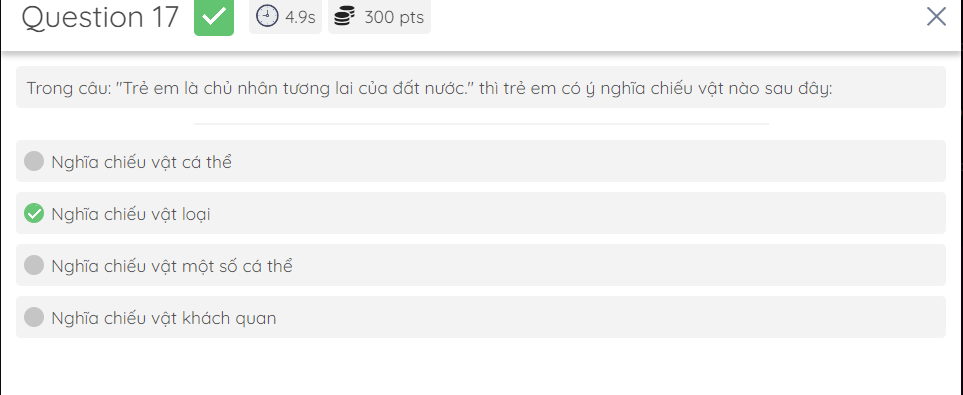 Question 17 4.9s 300 pts
Trong câu: "Trẻ em là chủ nhân tương lai của đất nước." thì trẻ em có ý nghĩa chiếu vật nào sau đây:
Nghĩa chiếu vật cá thể
Nghĩa chiếu vật loại
Nghĩa chiếu vật một số cá thể
Nghĩa chiếu vật khách quan